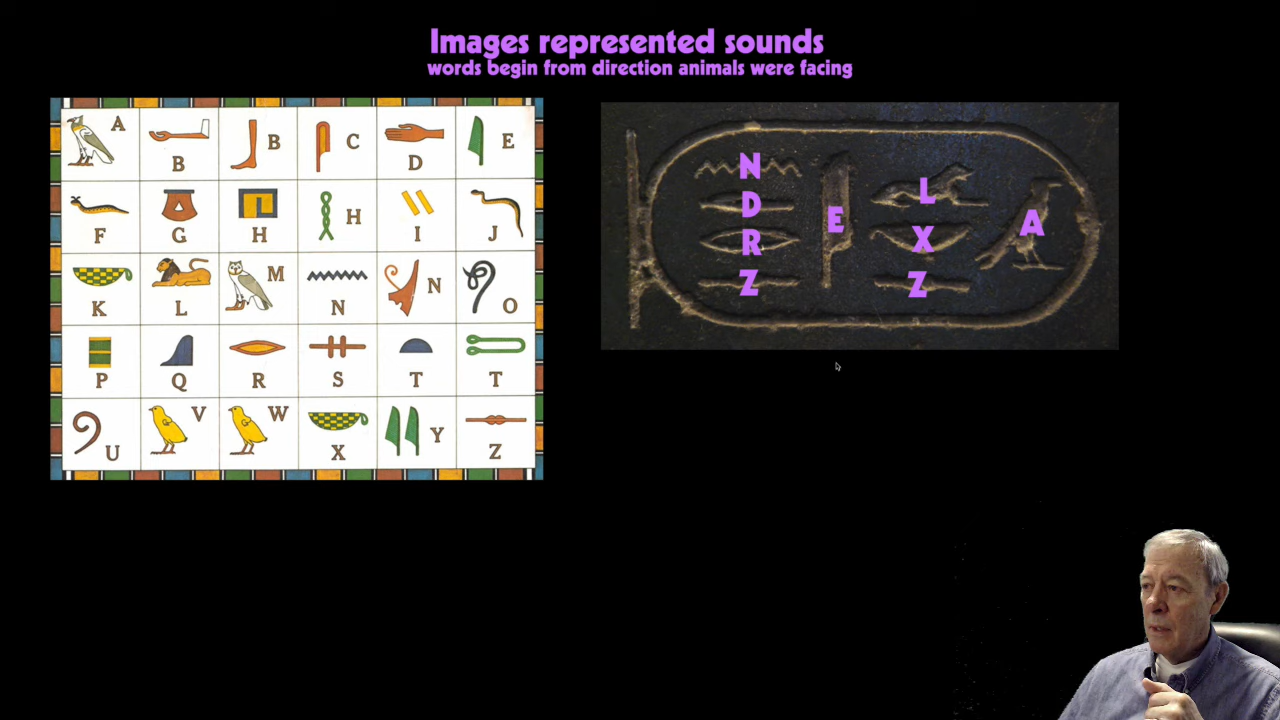 Images represented sounds
words begin from direction animals were facing
A B B C D E
F G H H I J
K L M N N O
P Q R S T T
U V W X Y Z
N
D
R
Z
E
L
X
Z
A